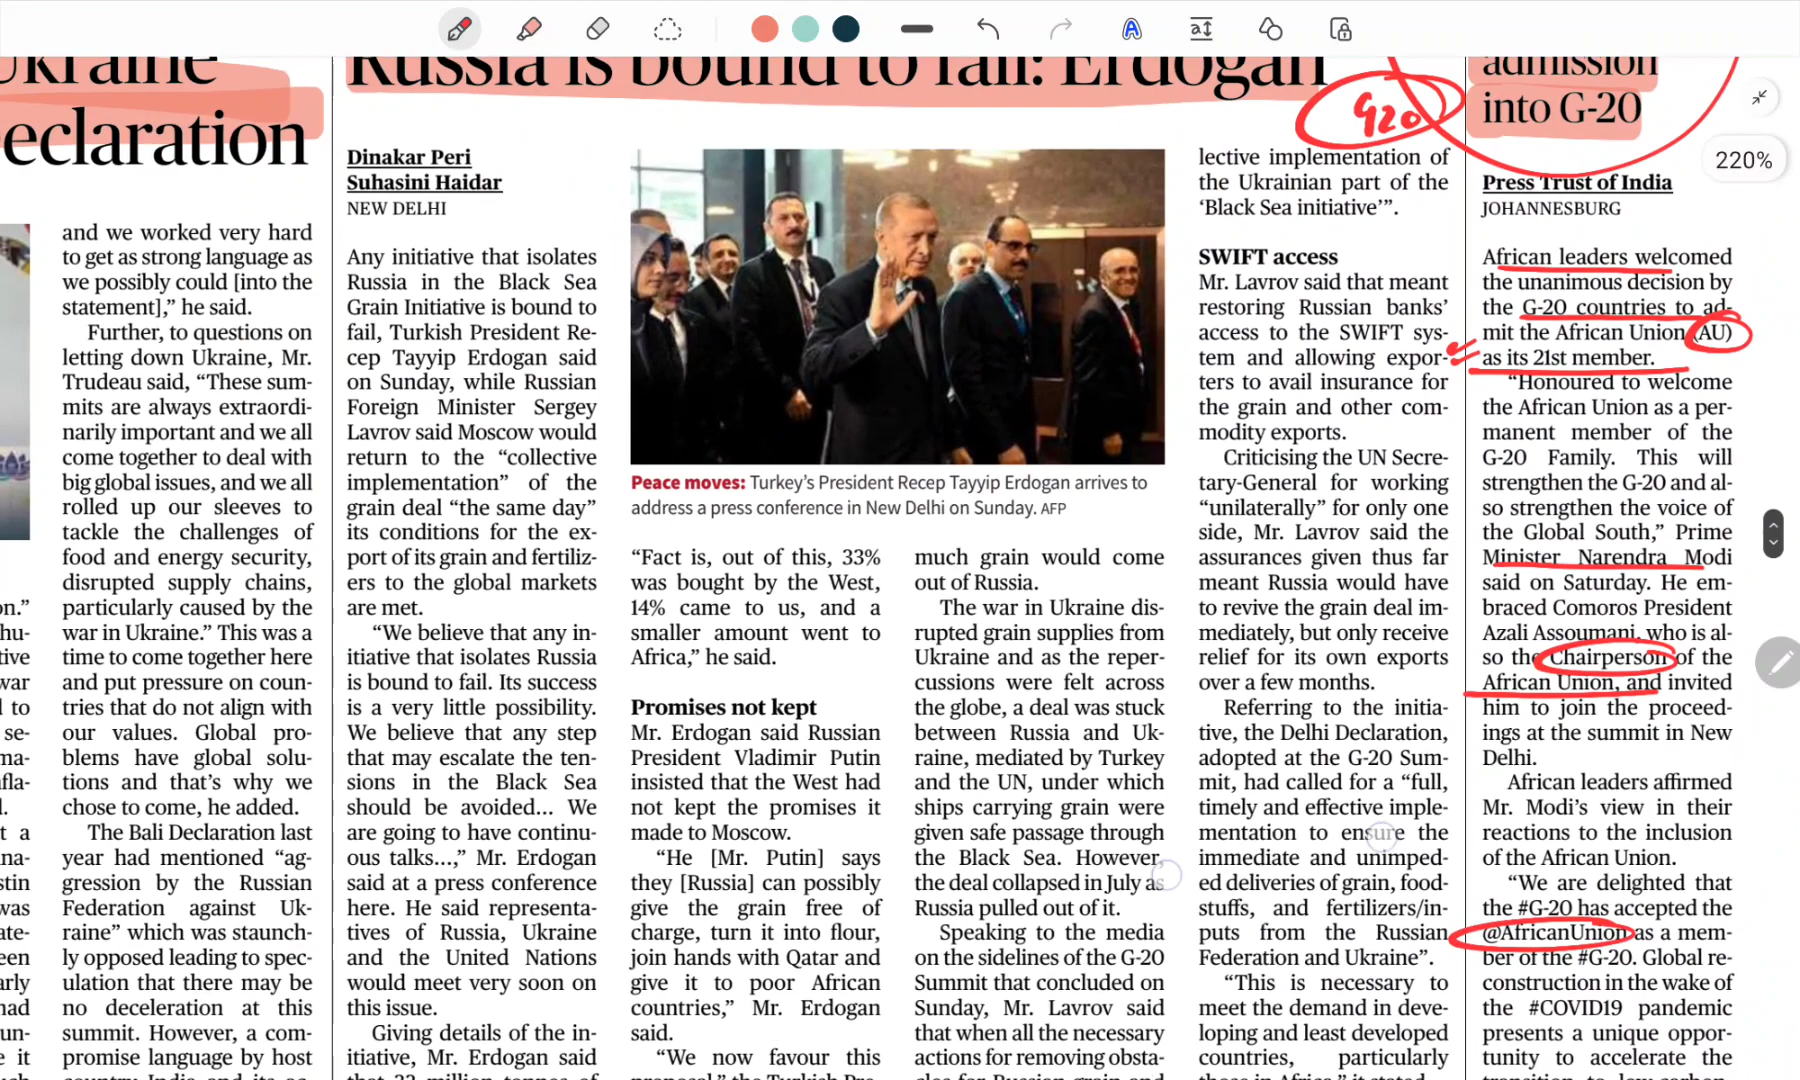 220%
Ukraine
eclaration
and we worked very hard
to get as strong language as
we possibly could [into the
statement],” he said.
Further, to questions on
letting down Ukraine, Mr.
Trudeau said, “These sum-
mits are always extraordi-
narily important and we all
come together to deal with
big global issues, and we all
rolled up our sleeves to
tackle the challenges of
food and energy security,
disrupted supply chains,
particularly caused by the
war in Ukraine.” This was a
time to come together here
and put pressure on coun-
tries that do not align with
our values. Global pro-
blems have global solu-
tions and that’s why we
chose to come, he added.
The Bali Declaration last
year had mentioned “ag-
gression by the Russian
Federation against Uk-
raine” which was staunch-
ly opposed leading to spec-
ulation that there may be
no deceleration at this
summit. However, a com-
promise language by host
Russia is bound to fail: Erdogan
G20
Dinakar Peri
Suhasini Haidar
NEW DELHI
Any initiative that isolates
Russia in the Black Sea
Grain Initiative is bound to
fail, Turkish President Re-
cep Tayyip Erdogan said
on Sunday, while Russian
Foreign Minister Sergey
Lavrov said Moscow would
return to the “collective
implementation” of the
grain deal “the same day”
its conditions for the ex-
port of its grain and fertiliz-
ers to the global markets
are met.
“We believe that any in-
itiative that isolates Russia
is bound to fail. Its success
is a very little possibility.
We believe that any step
that may escalate the ten-
sions in the Black Sea
should be avoided... We
are going to have continu-
ous talks...,” Mr. Erdogan
said at a press conference
here. He said representa-
tives of Russia, Ukraine
and the United Nations
would meet very soon on
this issue.
Giving details of the in-
itiative, Mr. Erdogan said
Peace moves: Turkey’s President Recep Tayyip Erdogan arrives to
address a press conference in New Delhi on Sunday. AFP
“Fact is, out of this, 33%
was bought by the West,
14% came to us, and a
smaller amount went to
Africa,” he said.
Promises not kept
Mr. Erdogan said Russian
President Vladimir Putin
insisted that the West had
not kept the promises it
made to Moscow.
“He [Mr. Putin] says
they [Russia] can possibly
give the grain free of
charge, turn it into flour,
join hands with Qatar and
give it to poor African
countries,” Mr. Erdogan
said.
“We now favour this
much grain would come
out of Russia.
The war in Ukraine dis-
rupted grain supplies from
Ukraine and as the reper-
cussions were felt across
the globe, a deal was stuck
between Russia and Uk-
raine, mediated by Turkey
and the UN, under which
ships carrying grain were
given safe passage through
the Black Sea. However,
the deal collapsed in July as
Russia pulled out of it.
Speaking to the media
on the sidelines of the G-20
Summit that concluded on
Sunday, Mr. Lavrov said
that when all the necessary
actions for removing obsta-
lective implementation of
the Ukrainian part of the
‘Black Sea initiative’”.
SWIFT access
Mr. Lavrov said that meant
restoring Russian banks’
access to the SWIFT sys-
tem and allowing expor-
ters to avail insurance for
the grain and other com-
modity exports.
Criticising the UN Secre-
tary-General for working
“unilaterally” for only one
side, Mr. Lavrov said the
assurances given thus far
meant Russia would have
to revive the grain deal im-
mediately, but only receive
relief for its own exports
over a few months.
Referring to the initia-
tive, the Delhi Declaration,
adopted at the G-20 Sum-
mit, had called for a “full,
timely and effective imple-
mentation to ensure the
immediate and unimped-
ed deliveries of grain, food-
stuffs, and fertilizers/in-
puts from the Russian
Federation and Ukraine”.
“This is necessary to
meet the demand in deve-
loping and least developed
countries, particularly
admission
into G-20
Press Trust of India
JOHANNESBURG
African leaders welcomed
the unanimous decision by
the G-20 countries to ad-
mit the African Union (AU)
as its 21st member.
“Honoured to welcome
the African Union as a per-
manent member of the
G-20 Family. This will
strengthen the G-20 and al-
so strengthen the voice of
the Global South,” Prime
Minister Narendra Modi
said on Saturday. He em-
braced Comoros President
Azali Assoumani, who is al-
so the Chairperson of the
African Union, and invited
him to join the proceed-
ings at the summit in New
Delhi.
African leaders affirmed
Mr. Modi’s view in their
reactions to the inclusion
of the African Union.
“We are delighted that
the #G-20 has accepted the
@AfricanUnion as a mem-
ber of the #G-20. Global re-
construction in the wake of
the #COVID19 pandemic
presents a unique oppor-
tunity to accelerate the